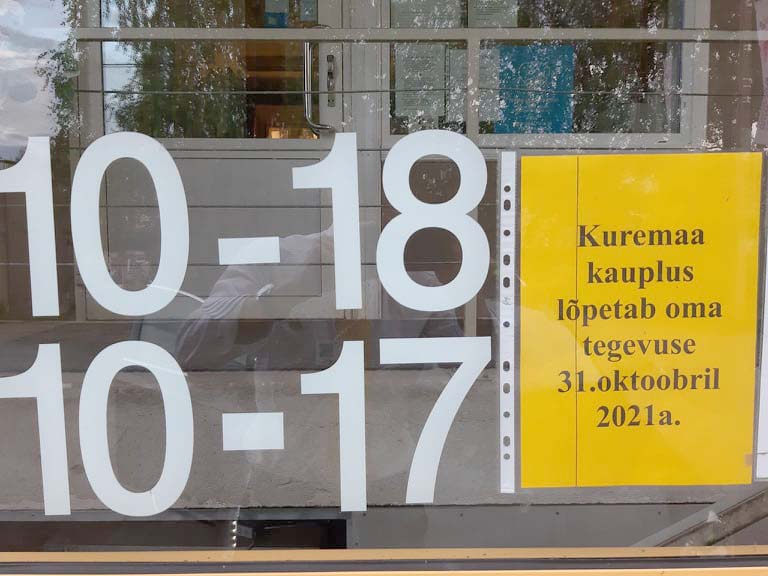 10-18
10-17
Kuremaa
kauplus
lõpetab oma
tegevuse
31.oktoobril
2021a.